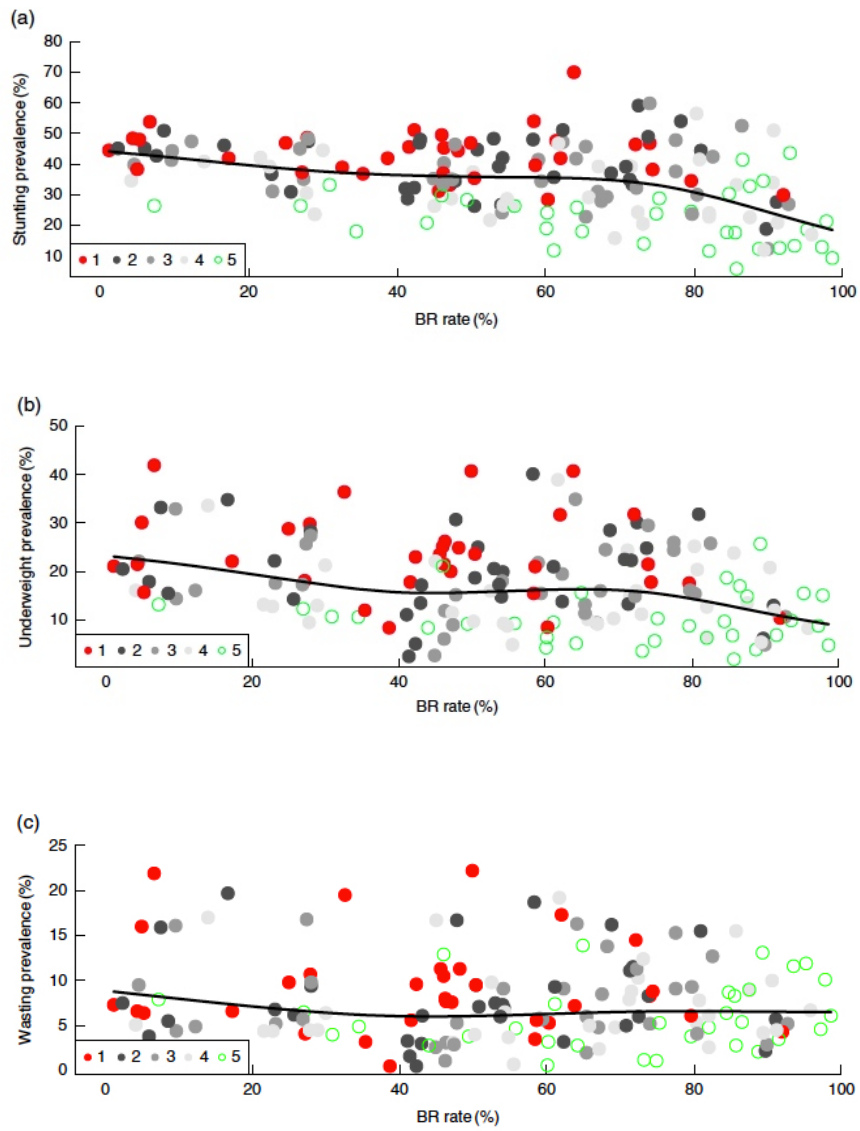 (a)
80
70
60
50
40
30
20
10
Stunting prevalence (%)
1 2 3 4 5
0 20 40 60 80 100
BR rate (%)
(b)
50
40
30
20
10
Underweight prevalence (%)
1 2 3 4 5
0 20 40 60 80 100
BR rate (%)
(c)
25
20
15
10
5
0
Wasting prevalence (%)
1 2 3 4 5
0 20 40 60 80 100
BR rate (%)